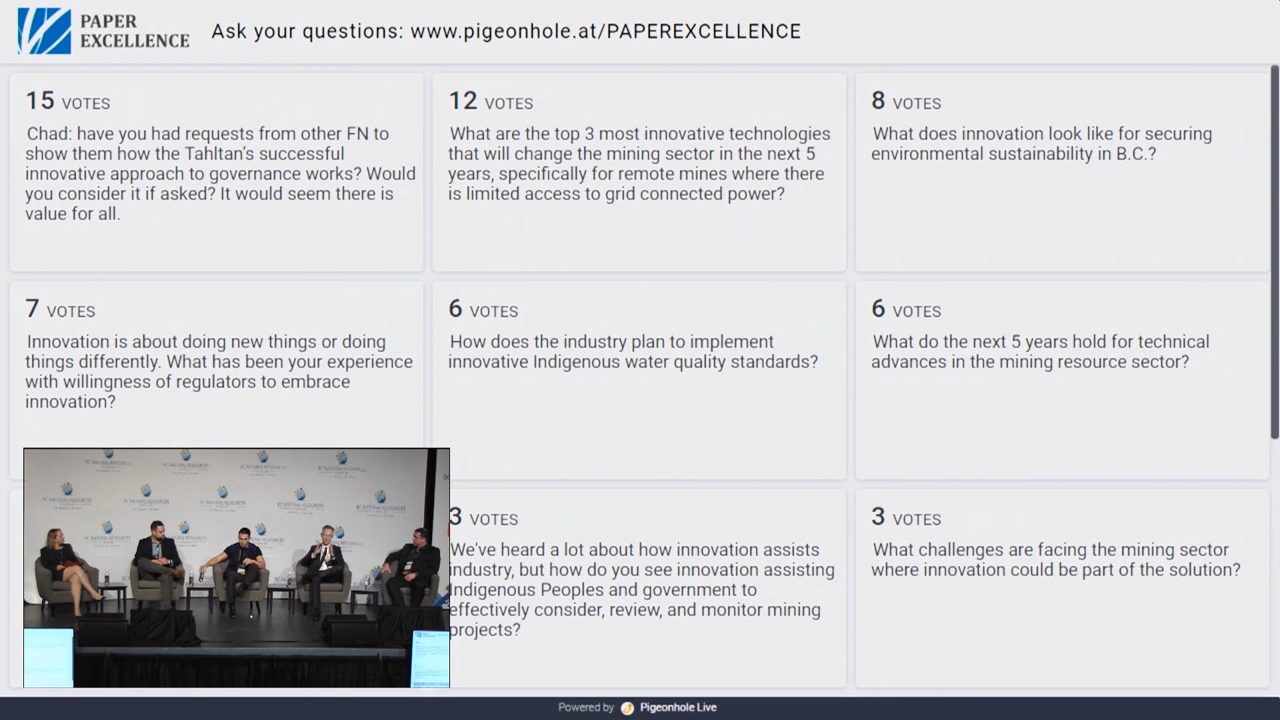 PAPER
EXCELLENCE
Ask your questions: www.pigeonhole.at/PAPEREXCELLENCE
15 VOTES
Chad: have you had requests from other FN to
show them how the Tahltan's successful
innovative approach to governance works? Would
you consider it if asked? It would seem there is
value for all.
12 VOTES
What are the top 3 most innovative technologies
that will change the mining sector in the next 5
years, specifically for remote mines where there
is limited access to grid connected power?
8 VOTES
What does innovation look like for securing
environmental sustainability in B.C.?
7 VOTES
Innovation is about doing new things or doing
things differently. What has been your experience
with willingness of regulators to embrace
innovation?
6 VOTES
How does the industry plan to implement
innovative Indigenous water quality standards?
6 VOTES
What do the next 5 years hold for technical
advances in the mining resource sector?
3 VOTES
We've heard a lot about how innovation assists
industry, but how do you see innovation assisting
Indigenous Peoples and government to
effectively consider, review, and monitor mining
projects?
3 VOTES
What challenges are facing the mining sector
where innovation could be part of the solution?
BC NATURAL RESOURCES
Powered by Pigeonhole Live